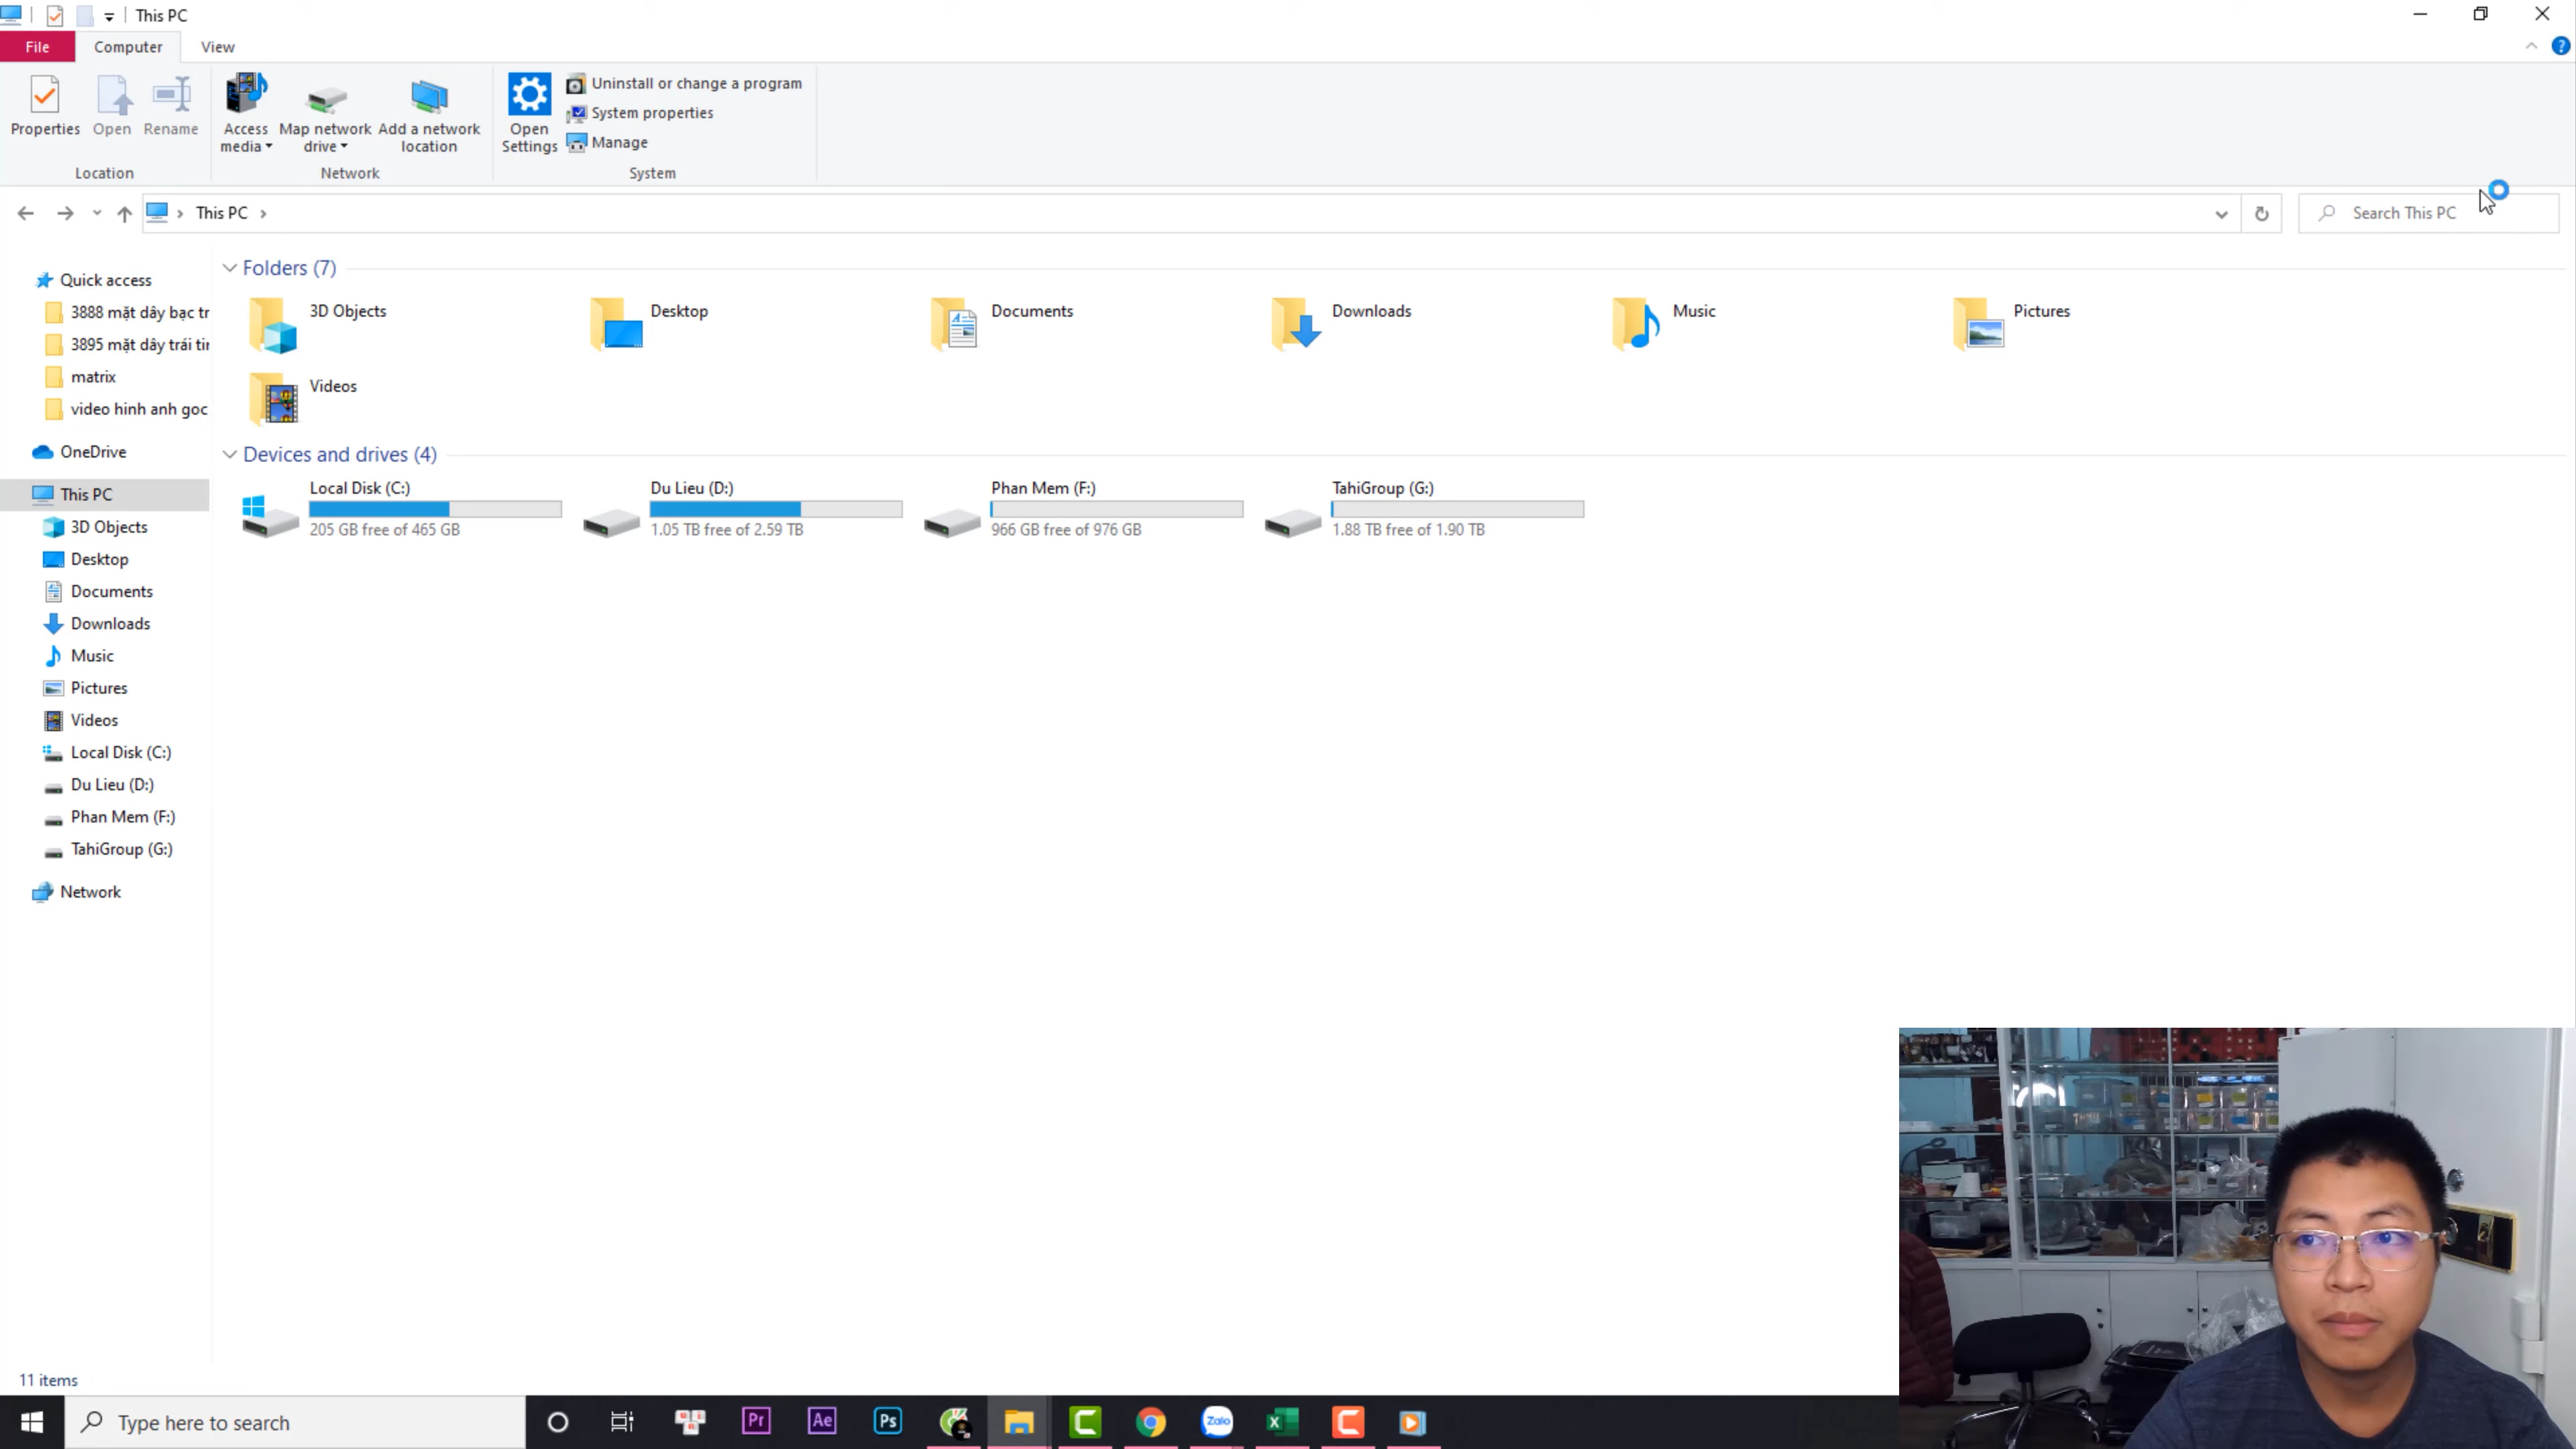 This PC
File Computer View
Properties Open Rename Access media Map network drive Add a network location Open Settings Uninstall or change a program
System properties
Manage
Location Network System
This PC Search This PC
Quick access
3888 mặt dây bạc tr
3895 mặt dây trái tin
matrix
video hinh anh goc
OneDrive
This PC
3D Objects
Desktop
Documents
Downloads
Music
Pictures
Videos
Local Disk (C:)
Du Lieu (D:)
Phan Mem (F:)
TahiGroup (G:)
Network
Folders (7)
3D Objects Desktop Documents Downloads Music Pictures
Videos
Devices and drives (4)
Local Disk (C:) Du Lieu (D:) Phan Mem (F:) TahiGroup (G:)
205 GB free of 465 GB 1.05 TB free of 2.59 TB 966 GB free of 976 GB 1.88 TB free of 1.90 TB
11 items
Type here to search Pr Ae Ps Zalo